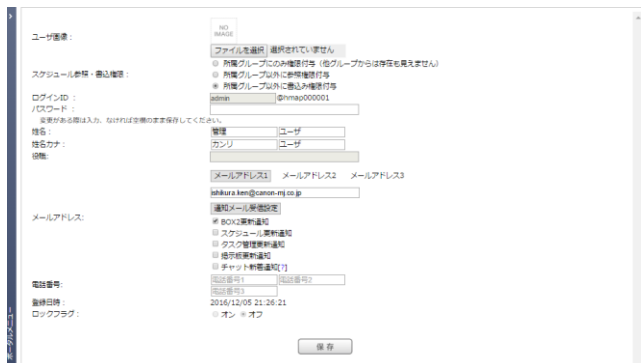 NO
IMAGE
ユーザ画像：
ファイルを選択 選択されていません
所属グループにのみ権限付与（他グループからは存在も見えません）
スケジュール参照・書込権限： 所属グループ以外に参照権限付与
所属グループ以外に書込み権限付与
ログインID： admin @hmap000001
パスワード：
変更がある際は入力、なければ空欄のまま保存してください。
姓名： 管理 ユーザ
姓名カナ： カンリ ユーザ
役職:
メールアドレス1 メールアドレス2 メールアドレス3
ishikura.ken@canon-mj.co.jp
通知メール受信設定
メールアドレス: BOX2更新通知
スケジュール更新通知
タスク管理更新通知
掲示板更新通知
チャット新着通知[?]
電話番号: 電話番号1 電話番号2
電話番号3
登録日時： 2016/12/05 21:26:21
ロックフラグ： オン オフ
保存
ポータルメニュー